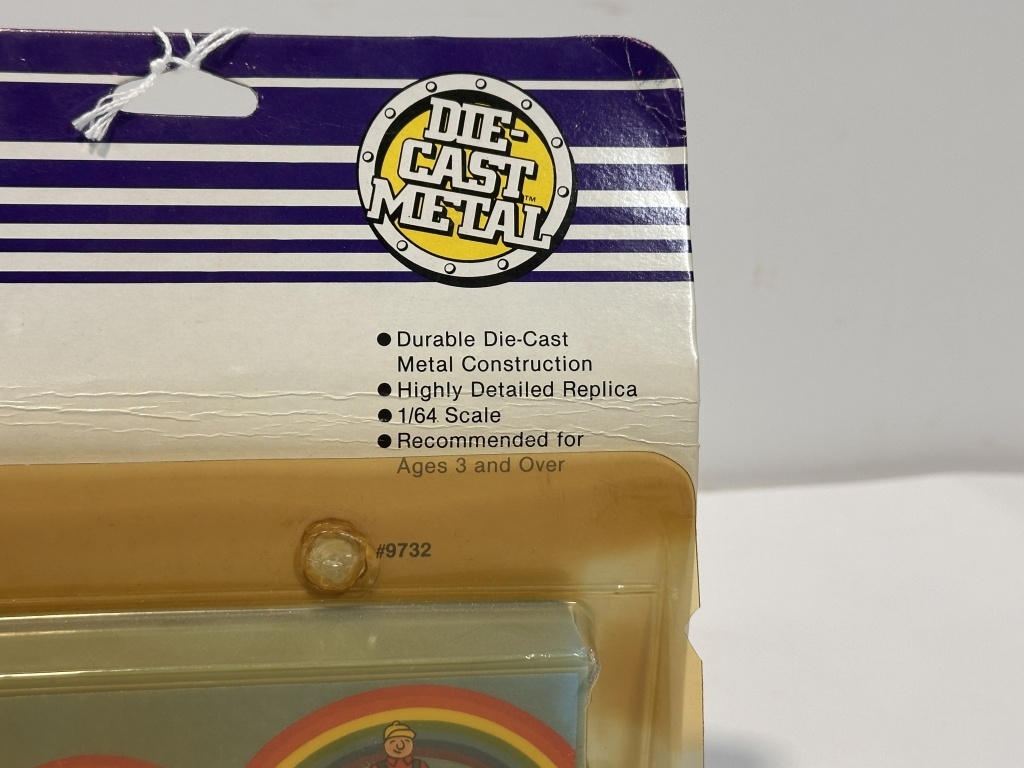 DIE-
CAST
METAL™
● Durable Die-Cast
Metal Construction
● Highly Detailed Replica
● 1/64 Scale
● Recommended for
Ages 3 and Over
#9732